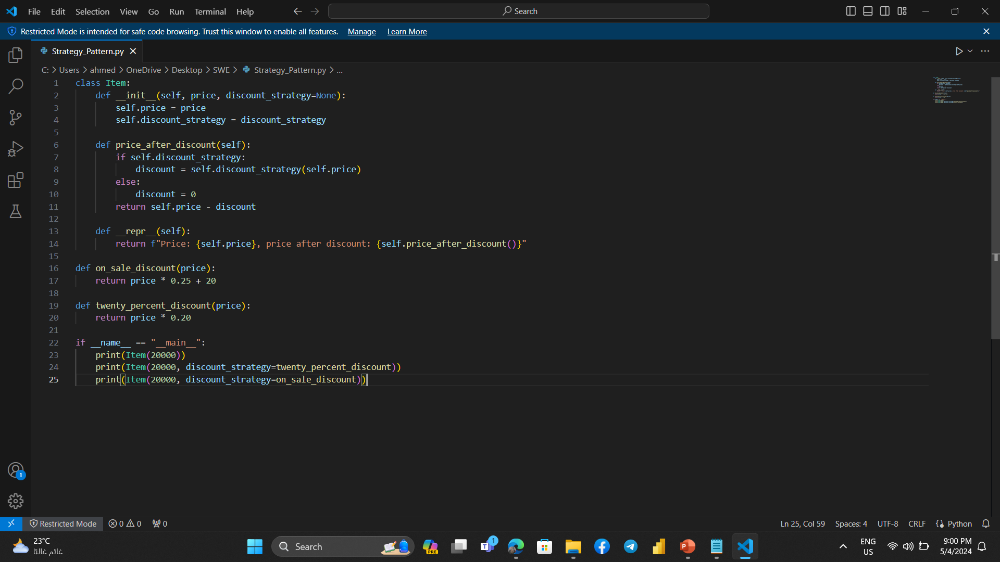 File Edit Selection View Go Run Terminal Help Search
Restricted Mode is intended for safe code browsing. Trust this window to enable all features. Manage Learn More
Strategy_Pattern.py
C: > Users > ahmed > OneDrive > Desktop > SWE > Strategy_Pattern.py > ...
1 class Item:
2     def __init__(self, price, discount_strategy=None):
3         self.price = price
4         self.discount_strategy = discount_strategy
5
6     def price_after_discount(self):
7         if self.discount_strategy:
8             discount = self.discount_strategy(self.price)
9         else:
10             discount = 0
11         return self.price - discount
12
13     def __repr__(self):
14         return f"Price: {self.price}, price after discount: {self.price_after_discount()}"
15
16 def on_sale_discount(price):
17     return price * 0.25 + 20
18
19 def twenty_percent_discount(price):
20     return price * 0.20
21
22 if __name__ == "__main__":
23     print(Item(20000))
24     print(Item(20000, discount_strategy=twenty_percent_discount))
25     print(Item(20000, discount_strategy=on_sale_discount))
1
Restricted Mode 0 0 0 Ln 25, Col 59 Spaces: 4 UTF-8 CRLF Python
23°C
غائم غالبًا
Search
PRE
1
ENG
US
9:00 PM
5/4/2024